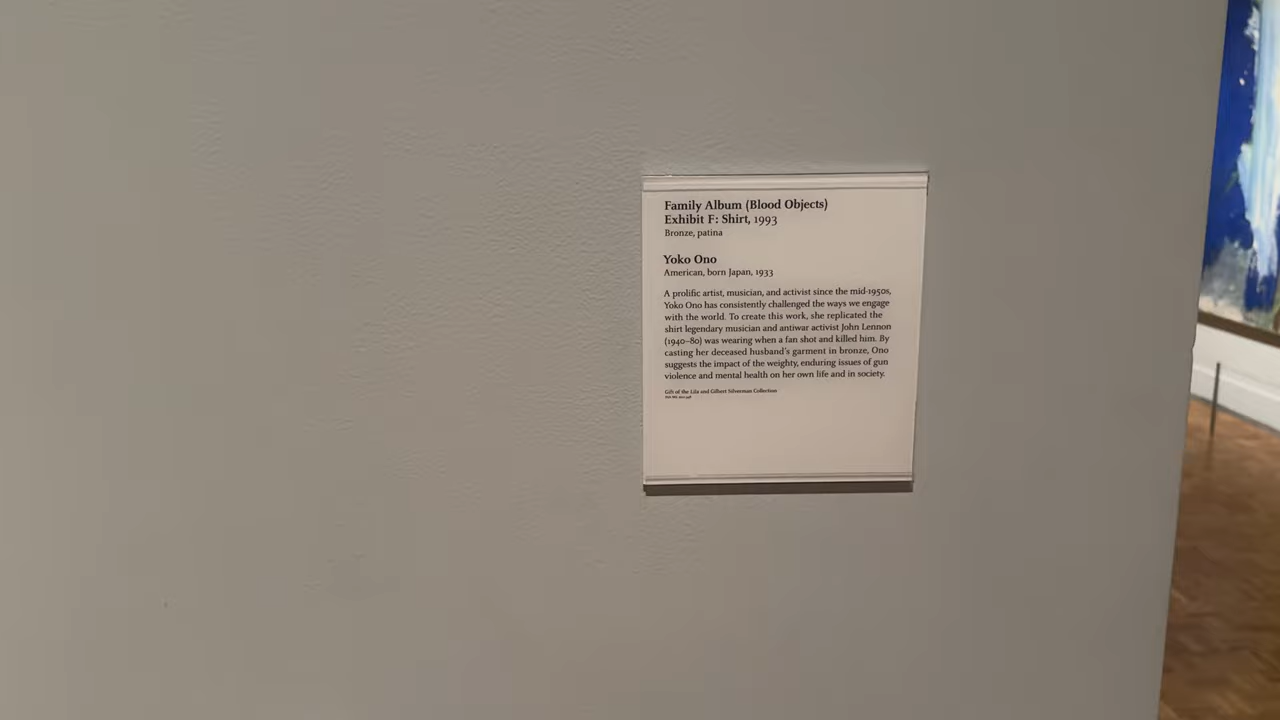 Family Album (Blood Objects)
Exhibit F: Shirt, 1993
Bronze, patina
Yoko Ono
American, born Japan, 1933
A prolific artist, musician, and activist since the mid-1950s,
Yoko Ono has consistently challenged the ways we engage
with the world. To create this work, she replicated the
shirt legendary musician and antiwar activist John Lennon
(1940–80) was wearing when a fan shot and killed him. By
casting her deceased husband's garment in bronze, Ono
suggests the impact of the weighty, enduring issues of gun
violence and mental health on her own life and in society.
Gift of the Lila and Gilbert Silverman Collection